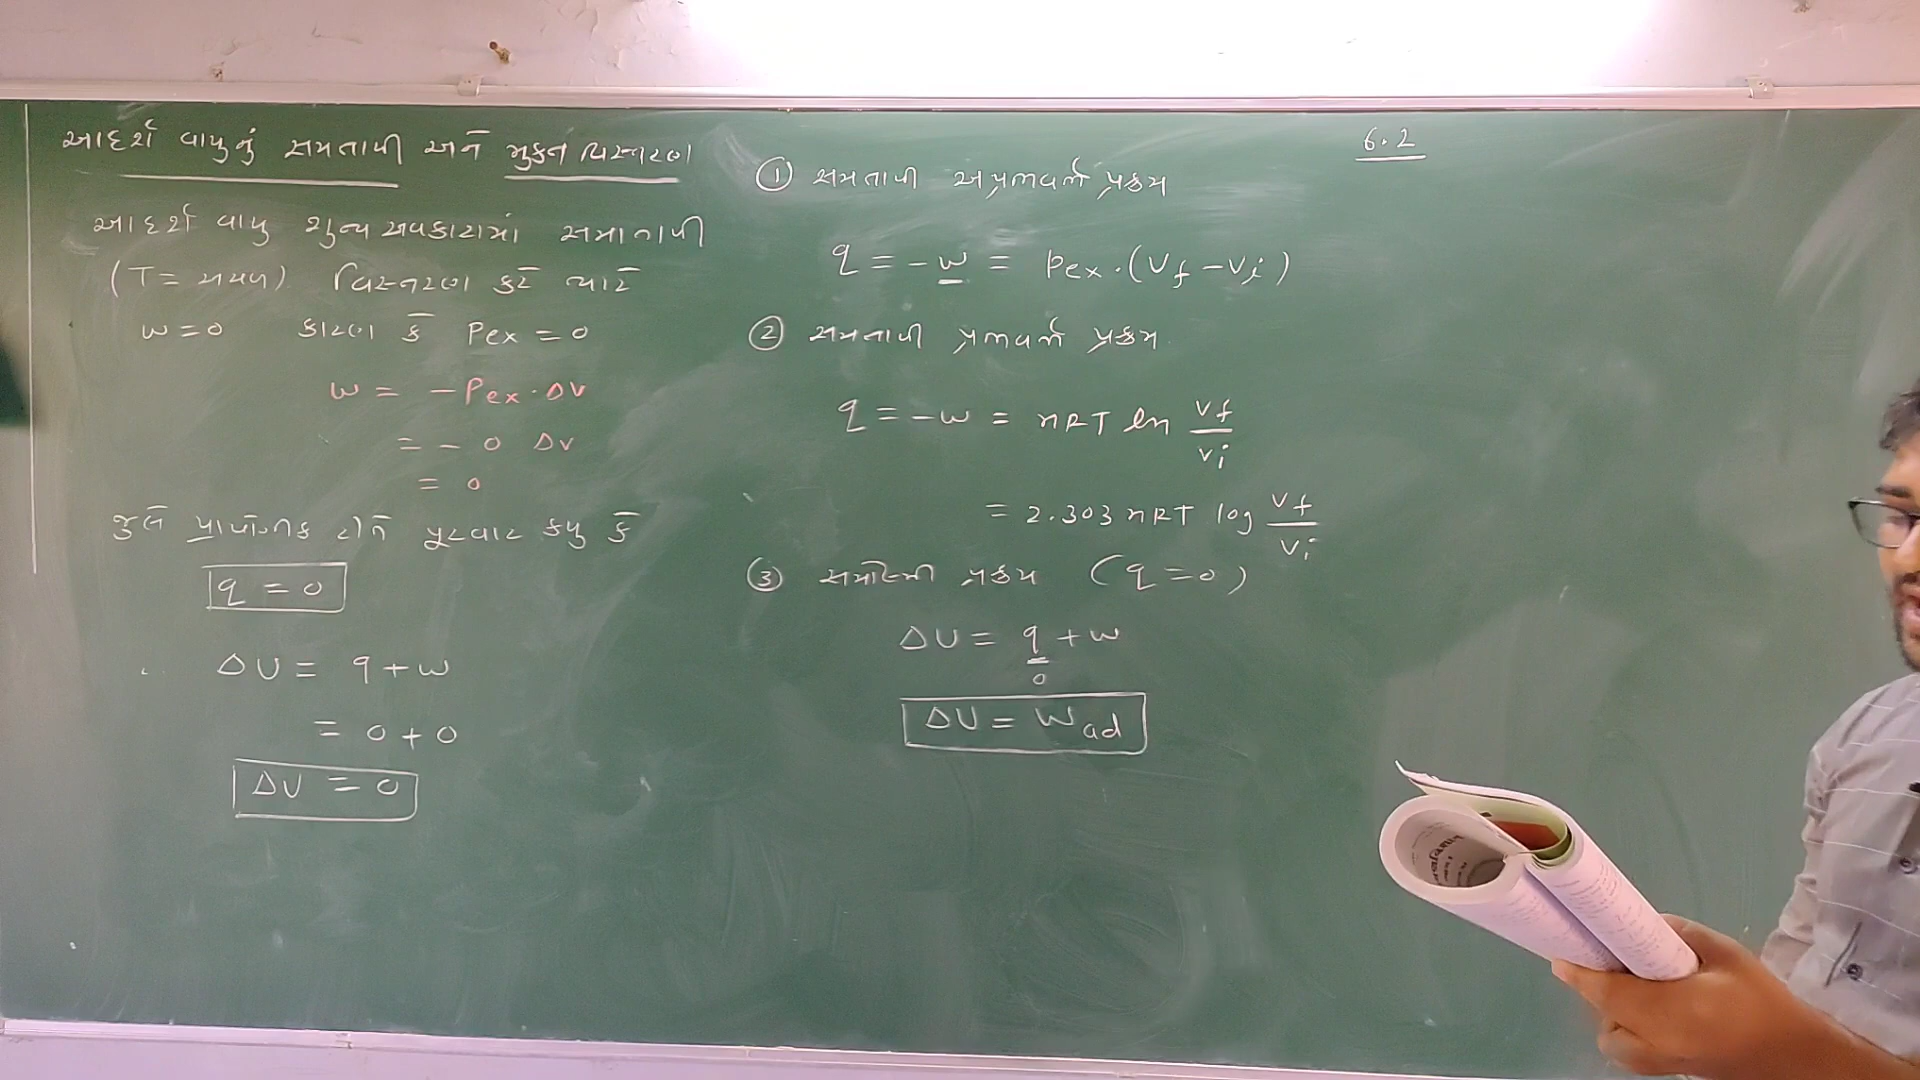 આદર્શ વાયુનું સમતાપી અને મુક્ત વિસ્તરણ
આદર્શ વાયુ શુન્ય અવકાશમાં સમાતાપી
(T = અચળ) વિસ્તરણ કરે ત્યારે
w = 0 કારણ કે Pex = 0
w = - Pex . ΔV
= - 0 ΔV
= 0
જુલે પ્રાયોગિક રીતે પુરવાર કર્યુ કે
q = 0
ΔU = q + w
= 0 + 0
ΔU = 0
6.2
① સમતાપી અપ્રતિવર્તી પ્રક્રમ
q = - w = Pex . (Vf - Vi)
② સમતાપી પ્રતિવર્તી પ્રક્રમ
q = - w = nRT ln Vf/Vi
= 2.303 nRT log Vf/Vi
③ સમોષ્મી પ્રક્રમ (q = 0)
ΔU = q + w
0
ΔU = Wad